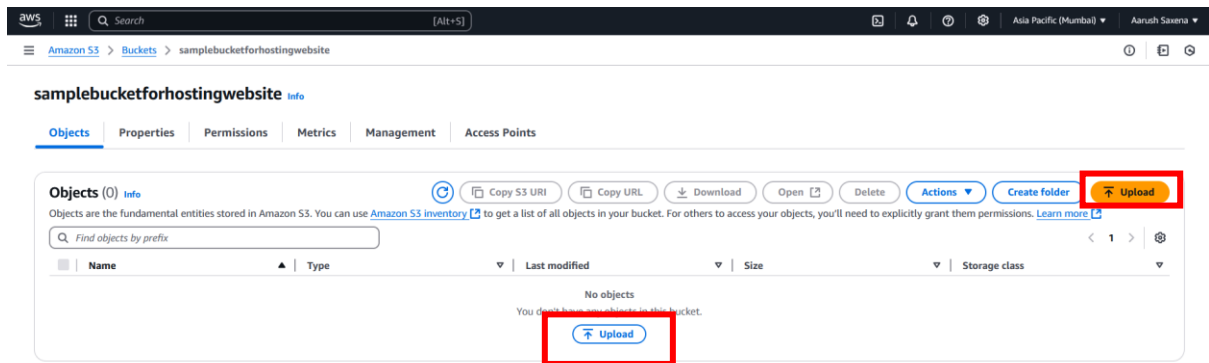 aws Search [Alt+S] Asia Pacific (Mumbai) ▼ Aarush Saxena ▼
Amazon S3 > Buckets > samplebucketforhostingwebsite
samplebucketforhostingwebsite Info
Objects Properties Permissions Metrics Management Access Points
Objects (0) Info Copy S3 URI Copy URL Download Open Delete Actions ▼ Create folder Upload
Objects are the fundamental entities stored in Amazon S3. You can use Amazon S3 inventory to get a list of all objects in your bucket. For others to access your objects, you'll need to explicitly grant them permissions. Learn more
Find objects by prefix < 1 >
Name ▲ Type ▽ Last modified ▽ Size ▽ Storage class ▽
No objects
You don't have any objects in this bucket.
Upload